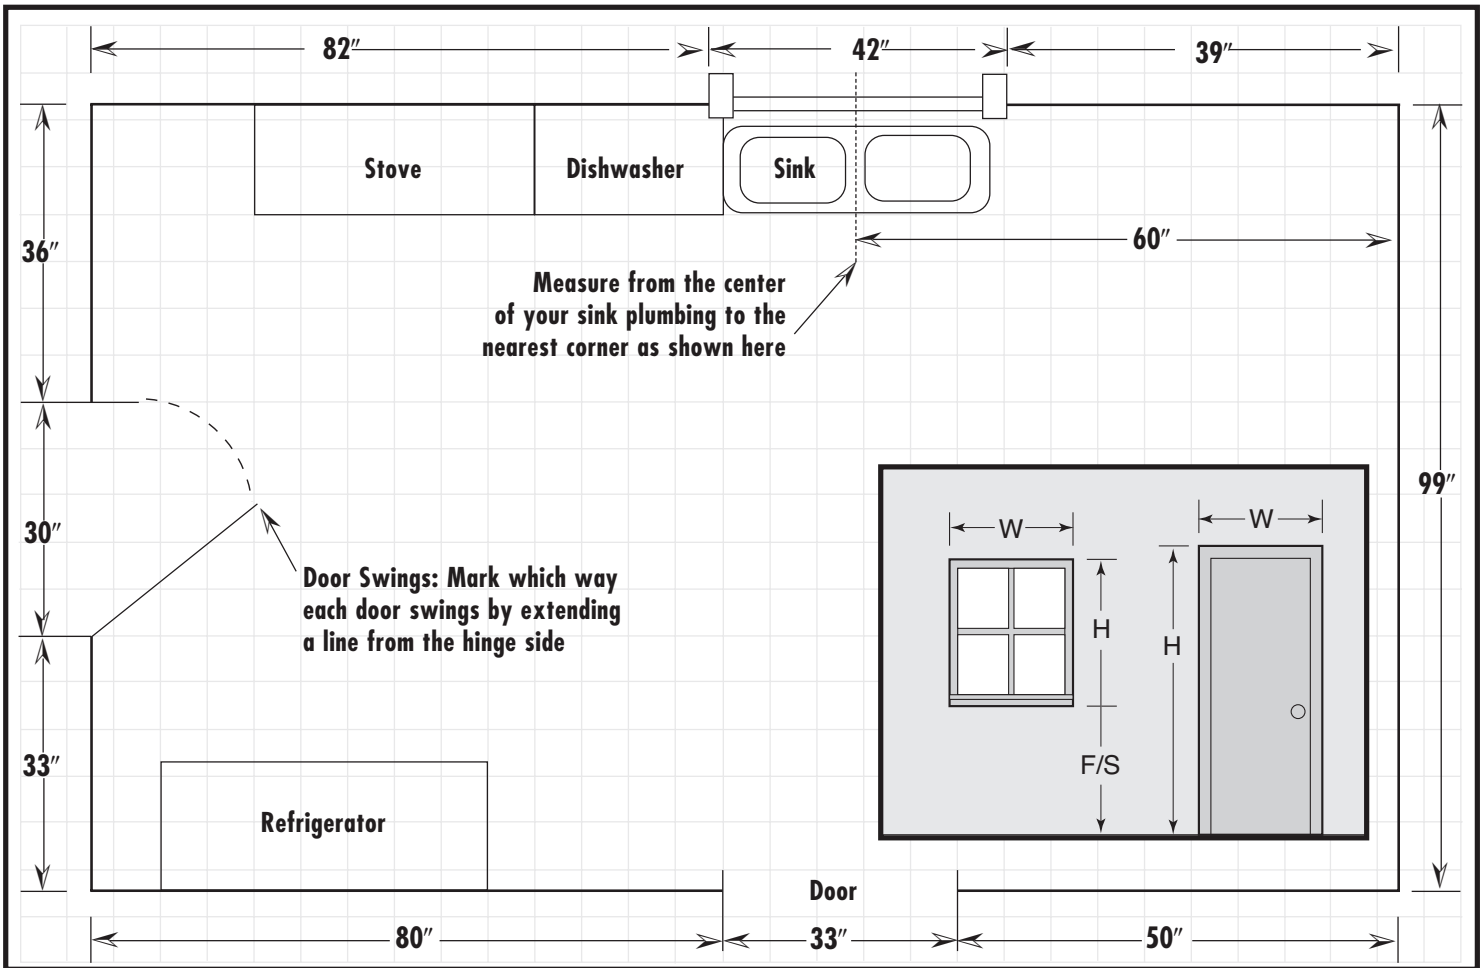 82″
42″
39″
Stove
Dishwasher
Sink
36″
60″
Measure from the center
of your sink plumbing to the
nearest corner as shown here
99″
30″
Door Swings: Mark which way
each door swings by extending
a line from the hinge side
W
W
H
H
F/S
33″
Refrigerator
Door
80″
33″
50″